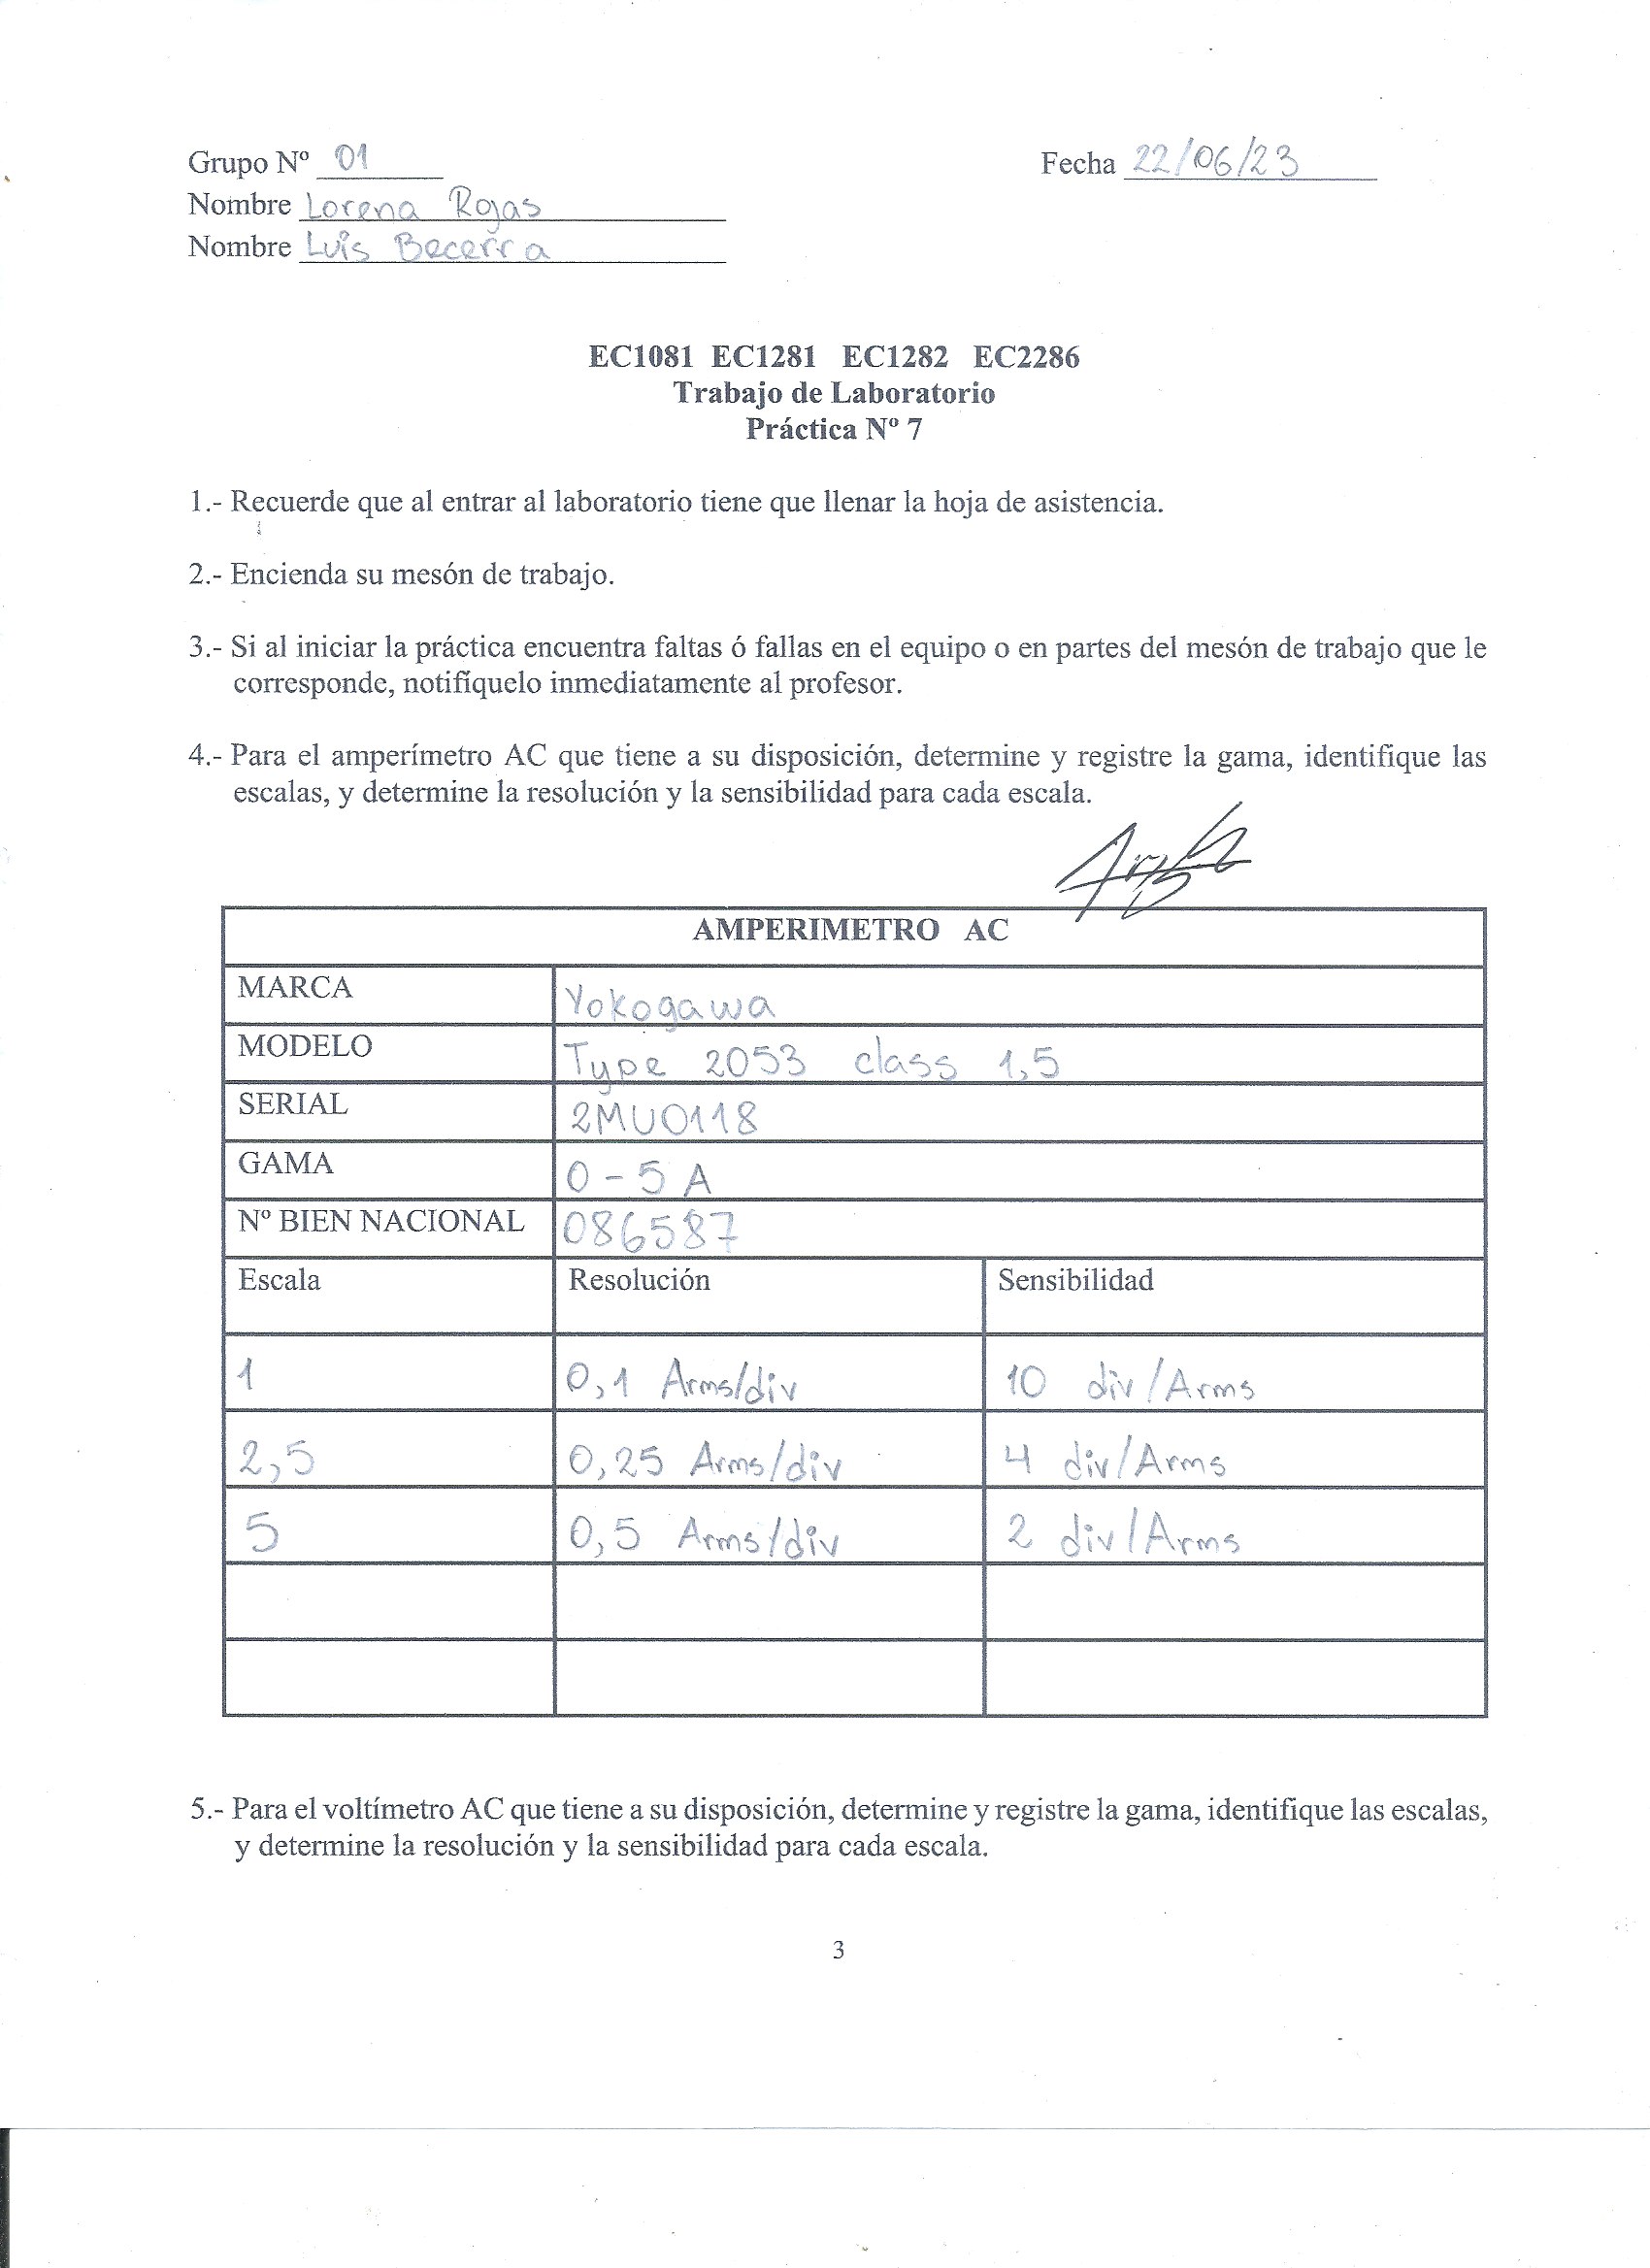 Grupo Nº 01
Fecha 22/06/23
Nombre Lorena Rojas
Nombre Luis Becerra
EC1081 EC1281 EC1282 EC2286
Trabajo de Laboratorio
Práctica Nº 7
1.- Recuerde que al entrar al laboratorio tiene que llenar la hoja de asistencia.
2.- Encienda su mesón de trabajo.
3.- Si al iniciar la práctica encuentra faltas ó fallas en el equipo o en partes del mesón de trabajo que le
corresponde, notifíquelo inmediatamente al profesor.
4.- Para el amperímetro AC que tiene a su disposición, determine y registre la gama, identifique las
escalas, y determine la resolución y la sensibilidad para cada escala.
AMPERIMETRO AC
MARCA Yokogawa
MODELO Type 2053 class 1,5
SERIAL 2MU0118
GAMA 0 - 5 A
Nº BIEN NACIONAL 086587
Escala Resolución Sensibilidad
1 0,1 Arms/div 10 div/Arms
2,5 0,25 Arms/div 4 div/Arms
5 0,5 Arms/div 2 div/Arms
5.- Para el voltímetro AC que tiene a su disposición, determine y registre la gama, identifique las escalas,
y determine la resolución y la sensibilidad para cada escala.
3